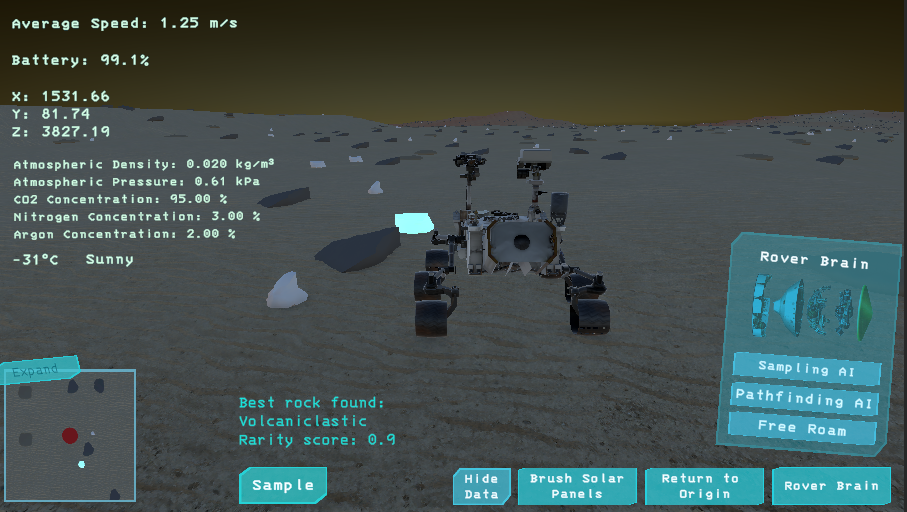 Average Speed: 1.25 m/s
Battery: 99.1%
X: 1531.66
Y: 81.74
Z: 3827.19
Atmospheric Density: 0.020 kg/m³
Atmospheric Pressure: 0.61 kPa
CO2 Concentration: 95.00 %
Nitrogen Concentration: 3.00 %
Argon Concentration: 2.00 %
-31°C Sunny
Rover Brain
Sampling AI
Pathfinding AI
Free Roam
Expand
Best rock found:
Volcaniclastic
Rarity score: 0.9
Sample
Hide
Data
Brush Solar
Panels
Return to
Origin
Rover Brain